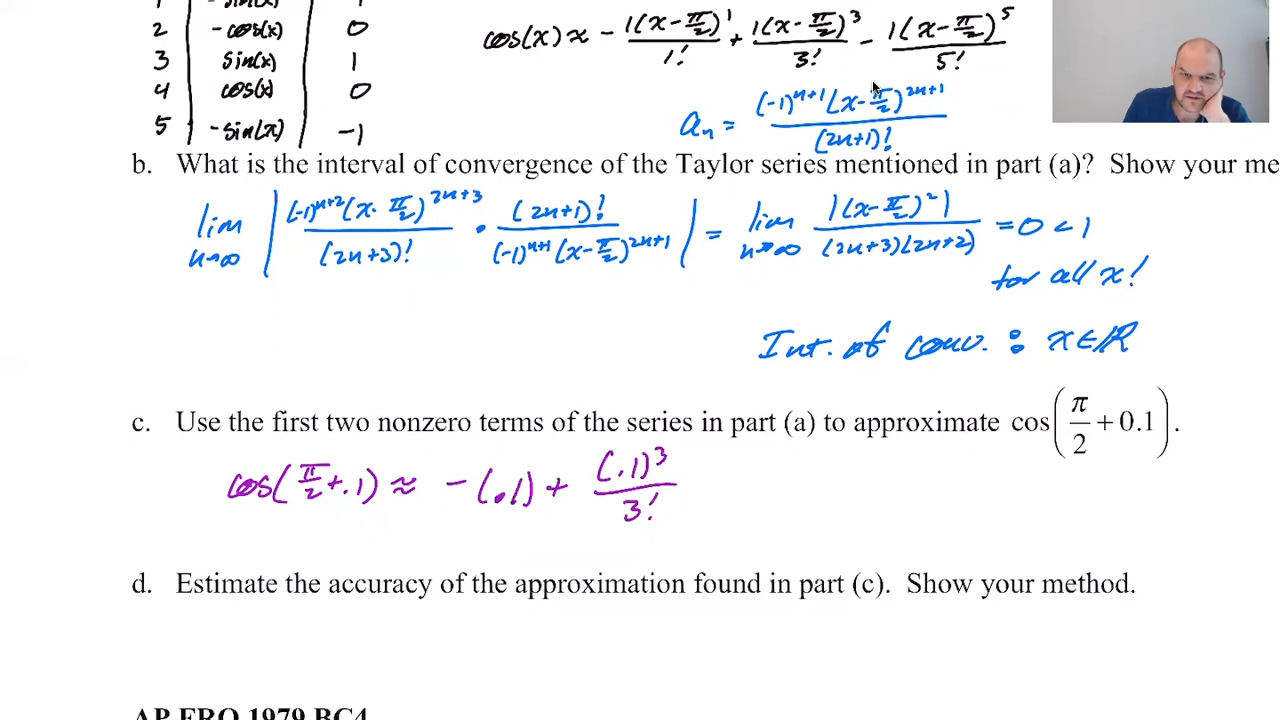 1 | -sin(x) | -1
2 | -cos(x) | 0
3 | sin(x) | 1
4 | cos(x) | 0
5 | -sin(x) | -1
cos(x) ≈ - 1(x-π/2)^1/1! + 1(x-π/2)^3/3! - 1(x-π/2)^5/5!
a_n = (-1)^(n+1) (x-π/2)^(2n+1) / (2n+1)!
b. What is the interval of convergence of the Taylor series mentioned in part (a)? Show your me
lim n→∞ | (-1)^(n+2) (x-π/2)^(2n+3) / (2n+3)! · (2n+1)! / (-1)^(n+1) (x-π/2)^(2n+1) | = lim n→∞ |(x-π/2)^2| / (2n+3)(2n+2) = 0 < 1
for all x!
Int. of conv. : x∈ℝ
c. Use the first two nonzero terms of the series in part (a) to approximate cos(π/2 + 0.1).
cos(π/2 + .1) ≈ - (.1) + (.1)^3/3!
d. Estimate the accuracy of the approximation found in part (c). Show your method.
AP FRQ 1979 BC4